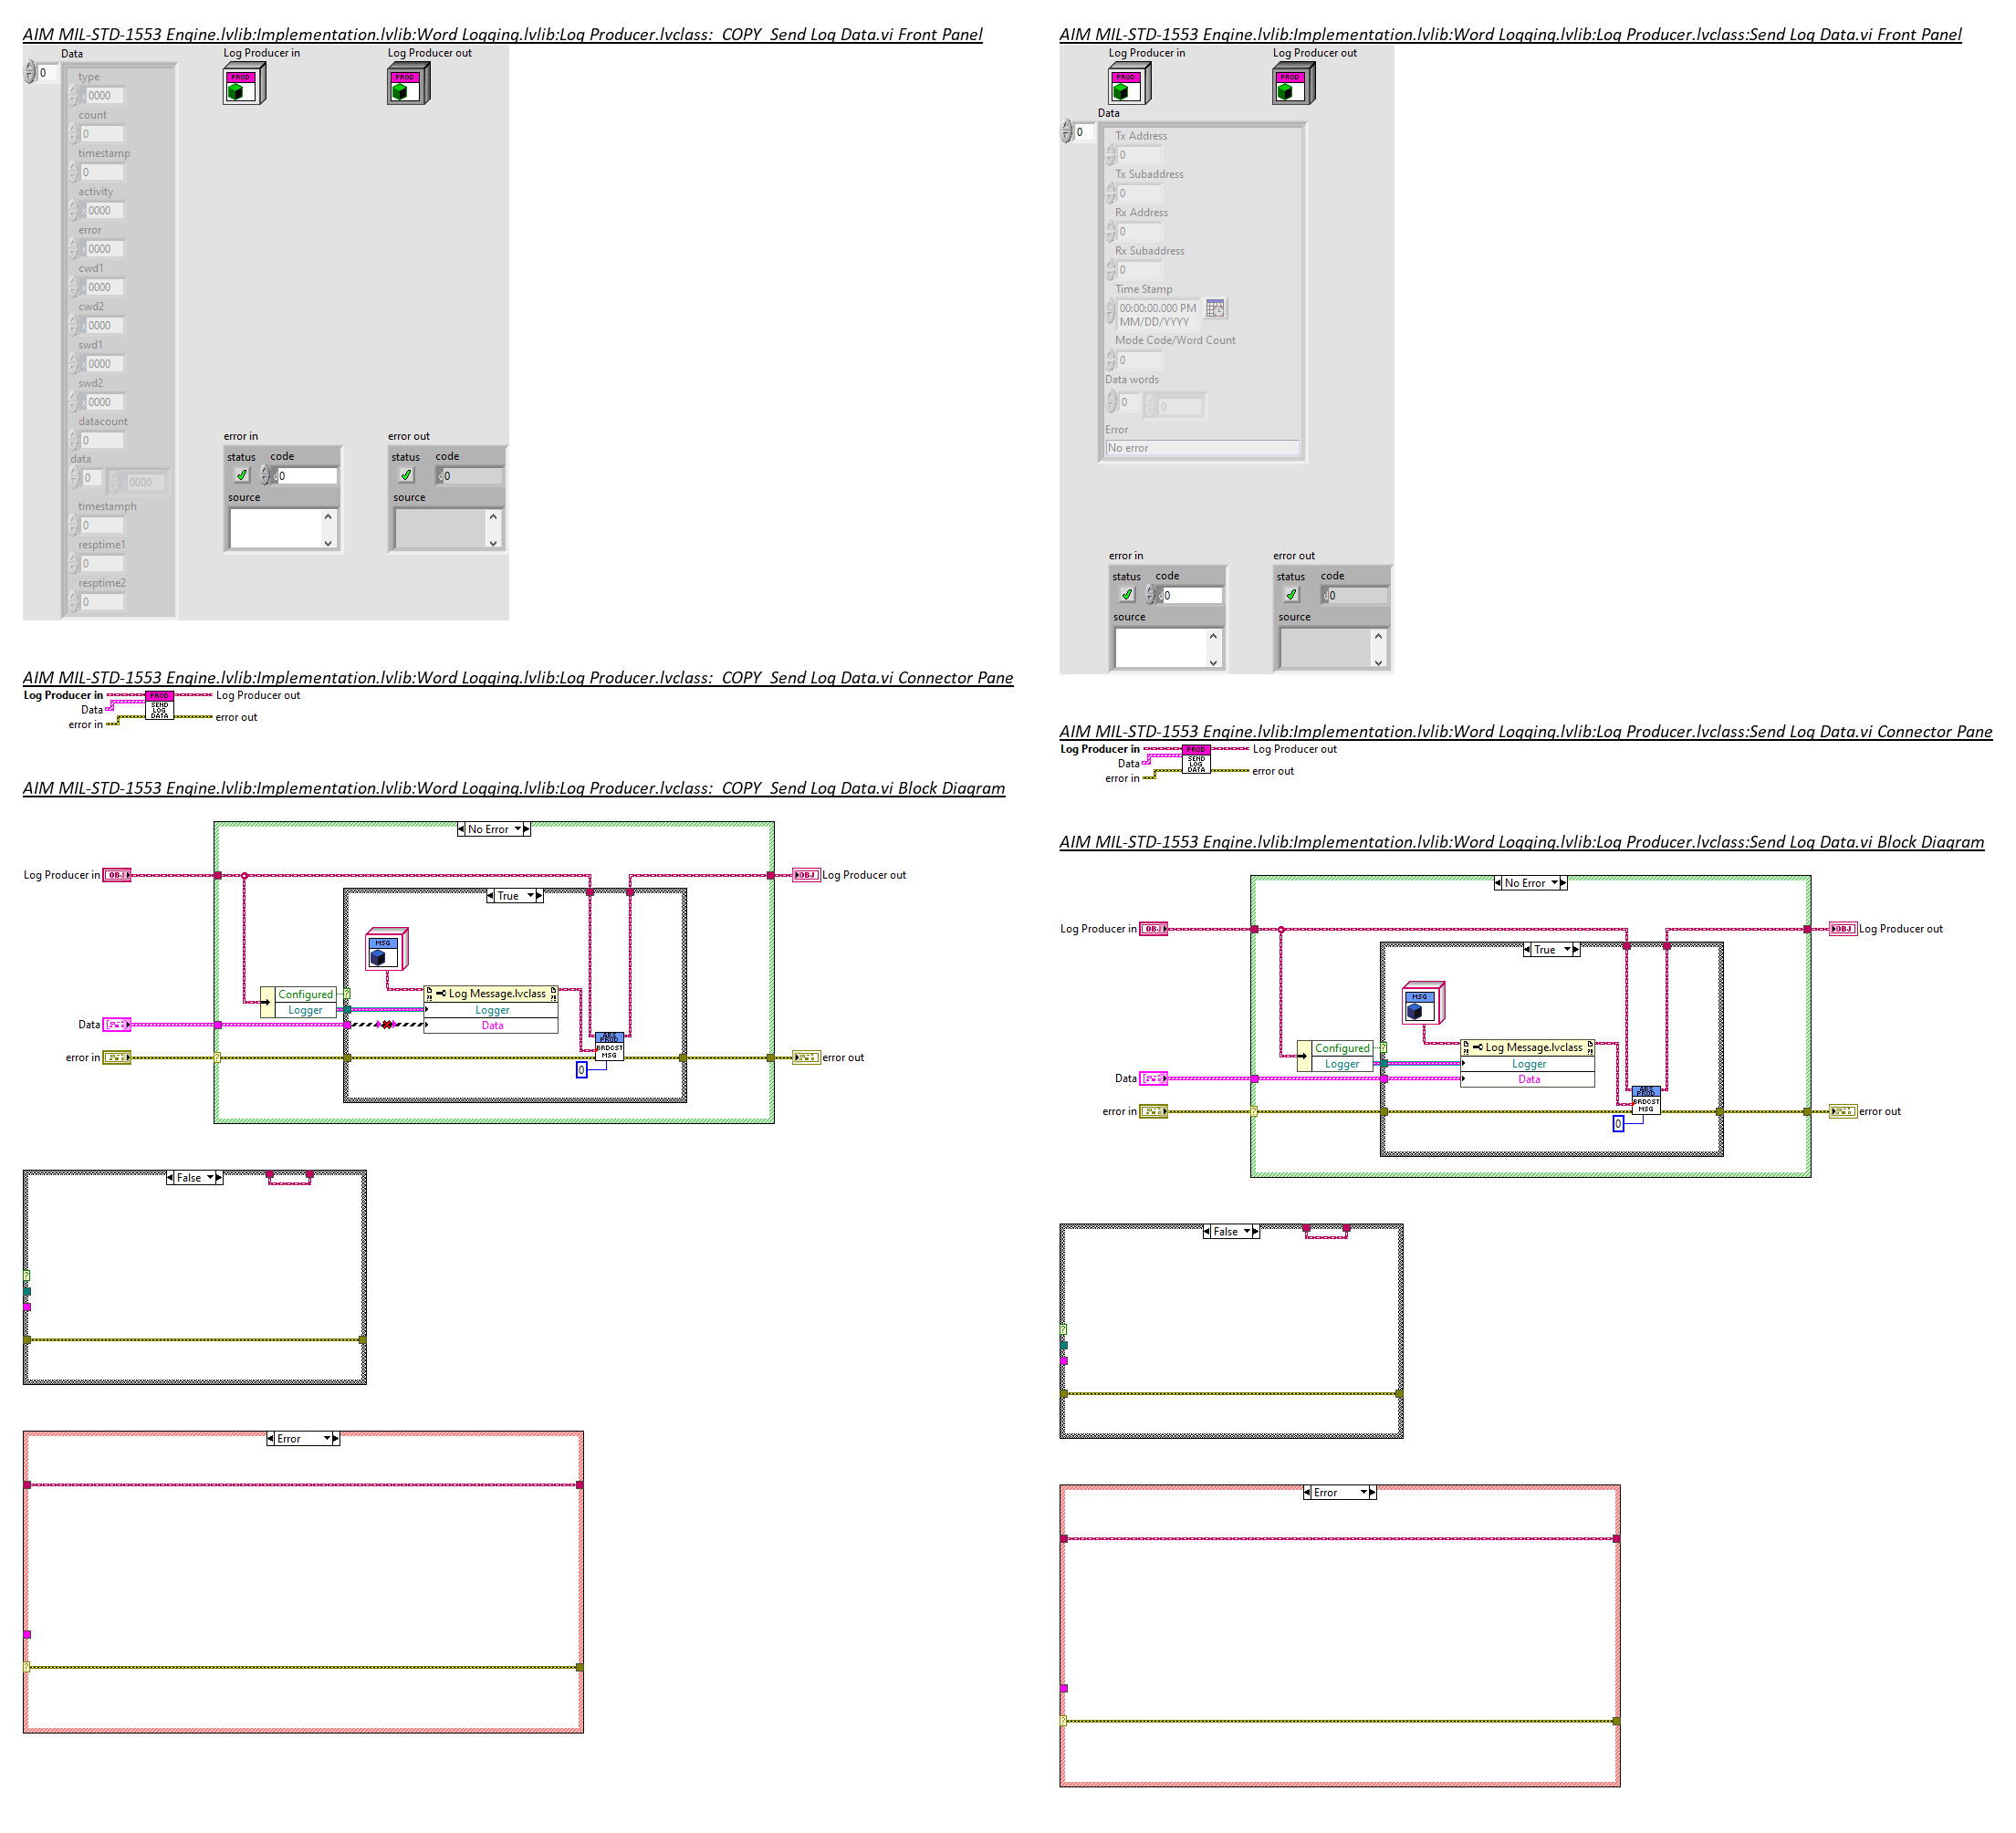 AIM MIL-STD-1553 Engine.lvlib:Implementation.lvlib:Word Logging.lvlib:Log Producer.lvclass:_COPY_Send Log Data.vi Front Panel
Data
0
type
x 0000
count
0
timestamp
0
activity
x 0000
error
x 0000
cwd1
x 0000
cwd2
x 0000
swd1
x 0000
swd2
x 0000
datacount
0
data
0
x 0000
timestamph
0
resptime1
0
resptime2
0
Log Producer in
PROD
Log Producer out
PROD
error in
status code
d 0
source
error out
status code
d 0
source
AIM MIL-STD-1553 Engine.lvlib:Implementation.lvlib:Word Logging.lvlib:Log Producer.lvclass:_COPY_Send Log Data.vi Connector Pane
Log Producer in
Data
error in
PROD
SEND
LOG
DATA
Log Producer out
error out
AIM MIL-STD-1553 Engine.lvlib:Implementation.lvlib:Word Logging.lvlib:Log Producer.lvclass:_COPY_Send Log Data.vi Block Diagram
No Error
Log Producer in
OBJ
OBJ
Log Producer out
True
MSG
Configured
?
Log Message.lvclass
Logger
Logger
Data
Data
error in
?
ABS
PROD
BRDCST
MSG
0
error out
False
?
Error
?
AIM MIL-STD-1553 Engine.lvlib:Implementation.lvlib:Word Logging.lvlib:Log Producer.lvclass:Send Log Data.vi Front Panel
Log Producer in
PROD
Log Producer out
PROD
Data
0
Tx Address
0
Tx Subaddress
0
Rx Address
0
Rx Subaddress
0
Time Stamp
00:00:00.000 PM
MM/DD/YYYY
Mode Code/Word Count
0
Data words
0
0
Error
No error
error in
status code
d 0
source
error out
status code
d 0
source
AIM MIL-STD-1553 Engine.lvlib:Implementation.lvlib:Word Logging.lvlib:Log Producer.lvclass:Send Log Data.vi Connector Pane
Log Producer in
Data
error in
PROD
SEND
LOG
DATA
Log Producer out
error out
AIM MIL-STD-1553 Engine.lvlib:Implementation.lvlib:Word Logging.lvlib:Log Producer.lvclass:Send Log Data.vi Block Diagram
No Error
Log Producer in
OBJ
OBJ
Log Producer out
True
MSG
Configured
?
Log Message.lvclass
Logger
Logger
Data
Data
error in
?
ABS
PROD
BRDCST
MSG
0
error out
False
?
Error
?